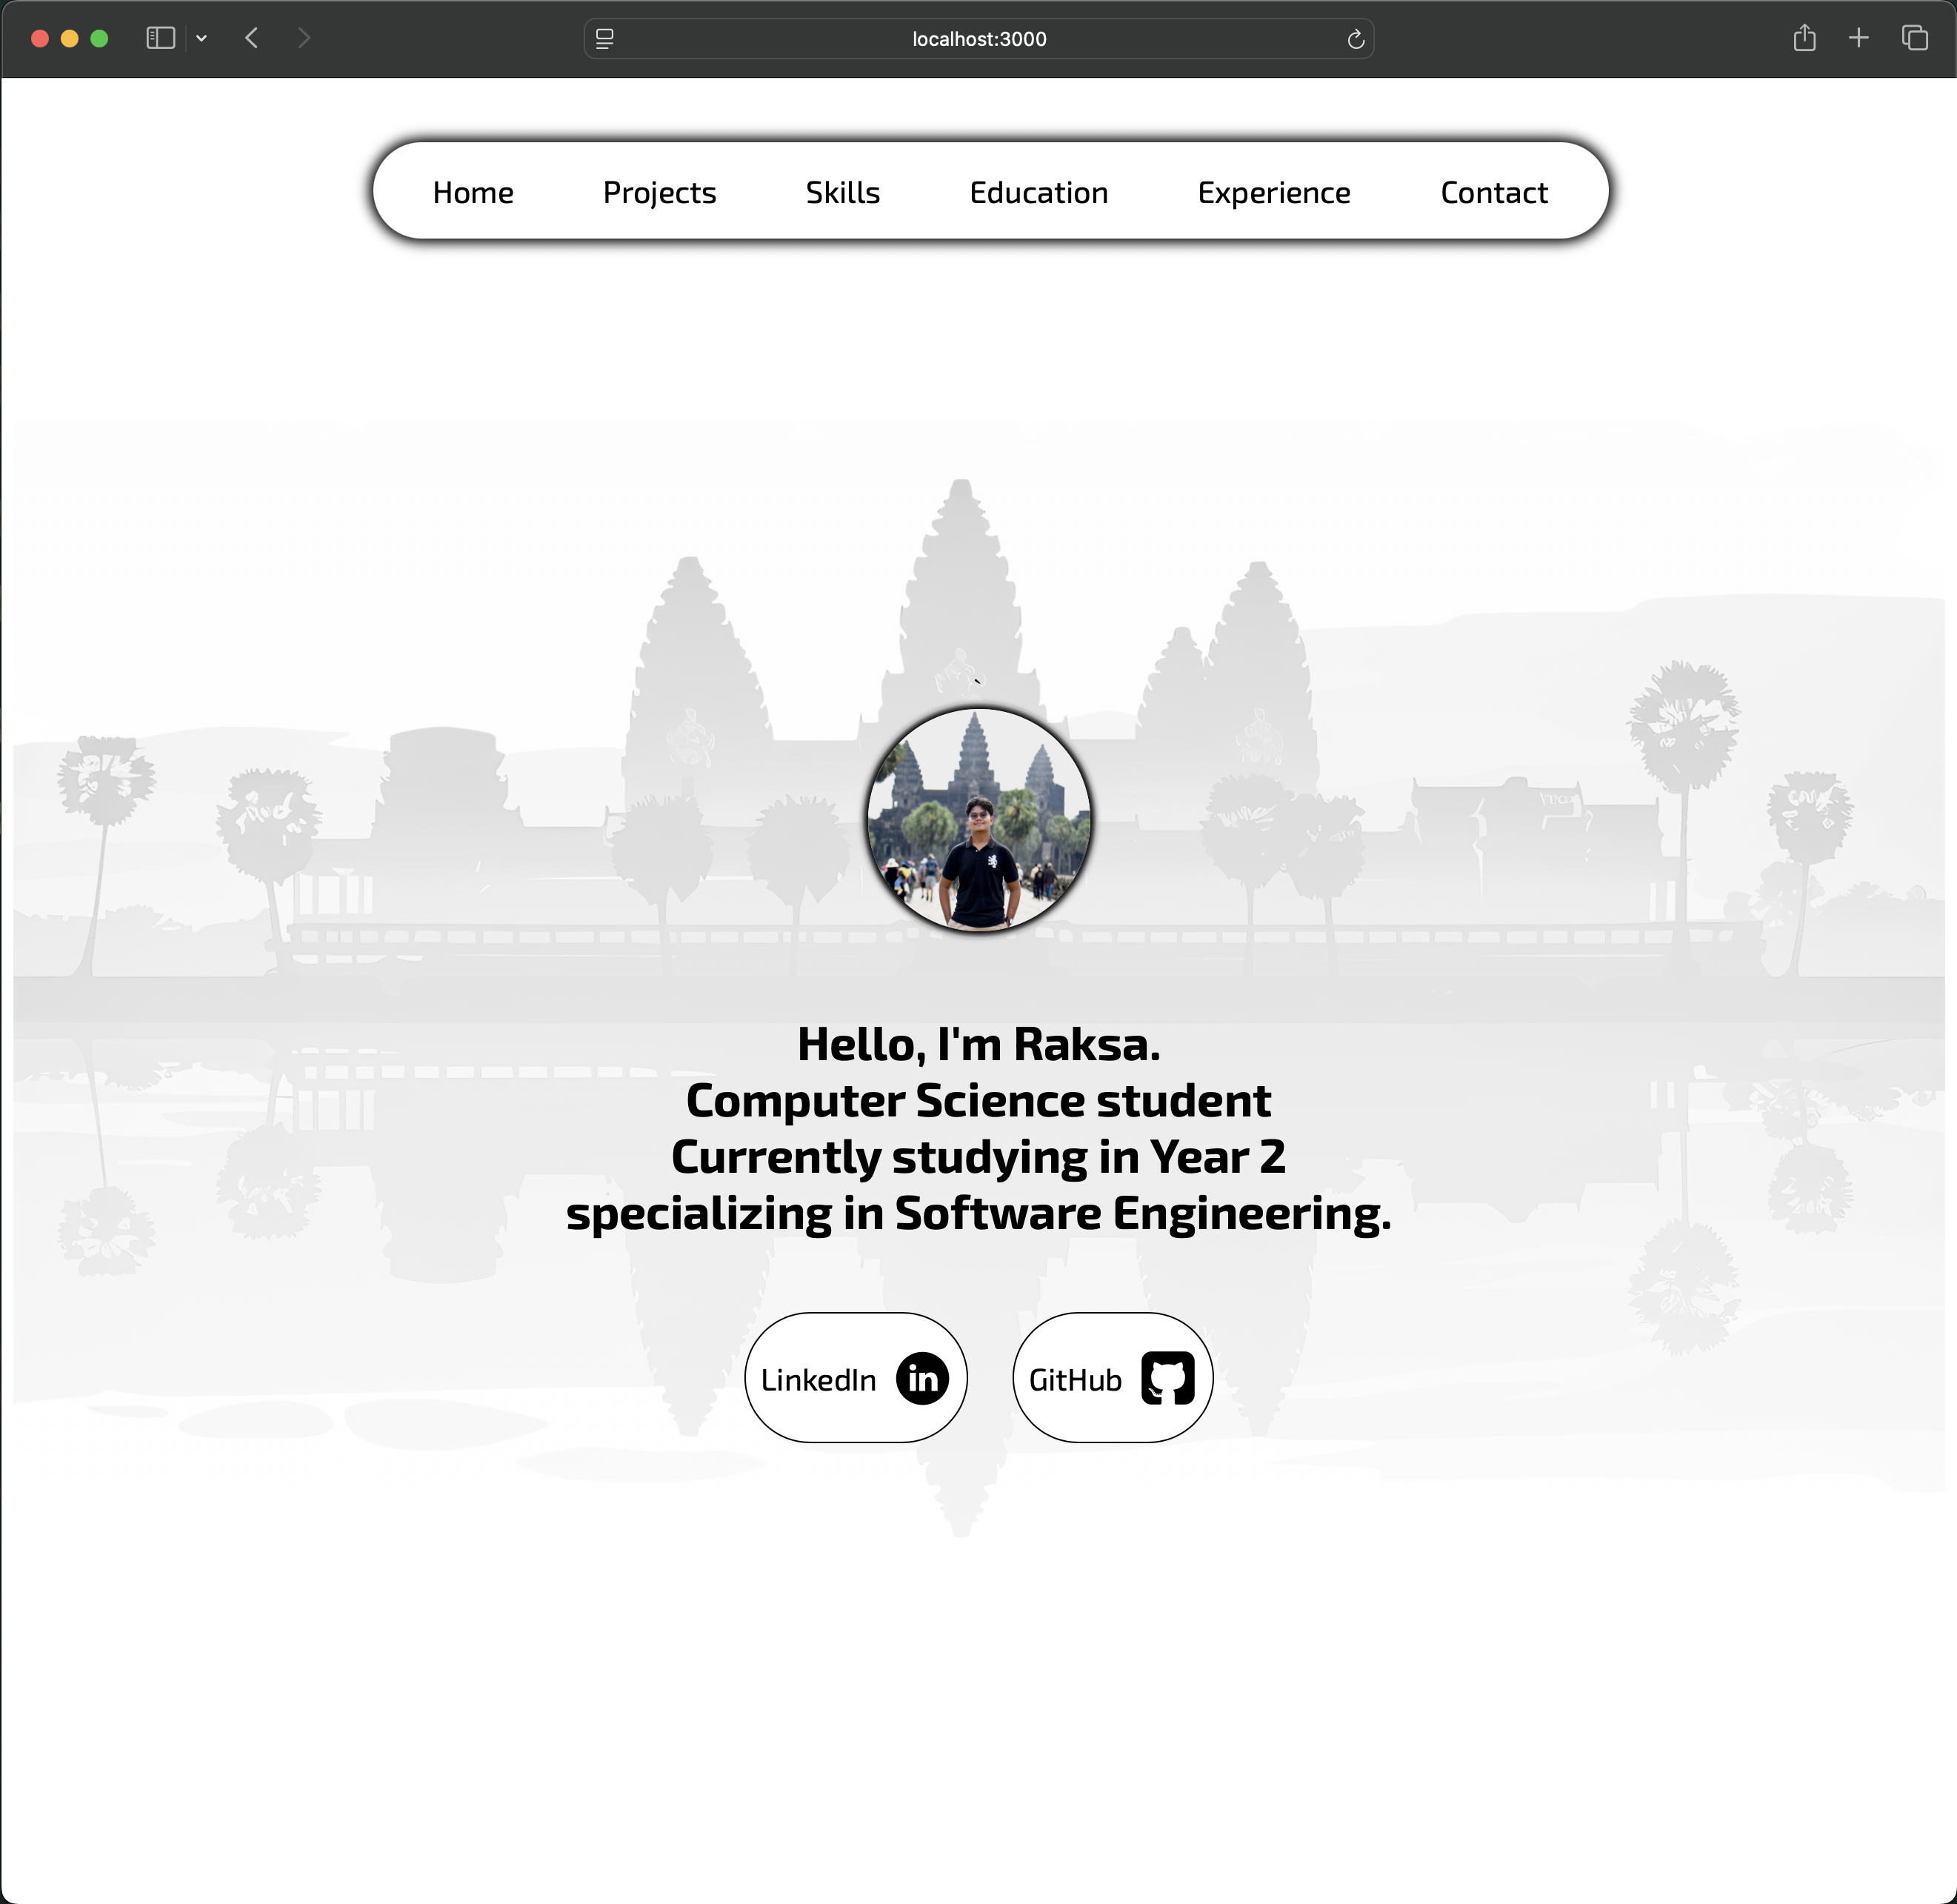 localhost:3000
Home Projects Skills Education Experience Contact
`
Hello, I'm Raksa.
Computer Science student
Currently studying in Year 2
specializing in Software Engineering.
LinkedIn in GitHub